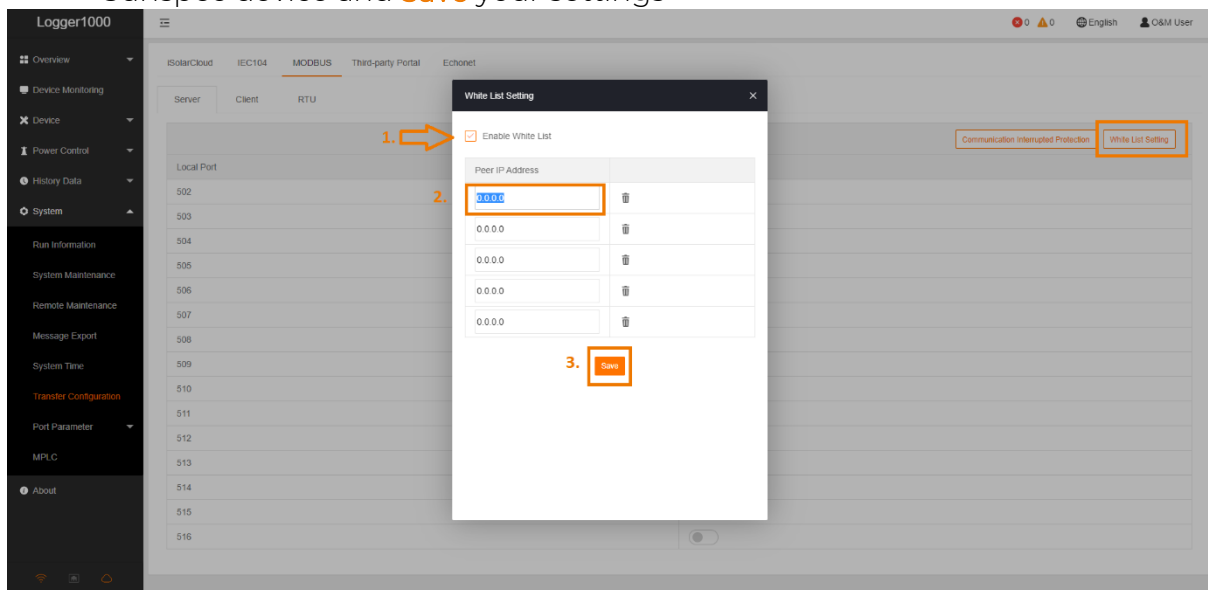 Save your settings
Logger1000
0 0 English O&M User
Overview
Device Monitoring
Device
Power Control
History Data
System
Run Information
System Maintenance
Remote Maintenance
Message Export
System Time
Transfer Configuration
Port Parameter
MPLC
About
iSolarCloud IEC104 MODBUS Third-party Portal Echonet
Server Client RTU
Communication Interrupted Protection White List Setting
Local Port
502
503
504
505
506
507
508
509
510
511
512
513
514
515
516
White List Setting
1. Enable White List
Peer IP Address
2. 0.0.0.0
0.0.0.0
0.0.0.0
0.0.0.0
0.0.0.0
3. Save